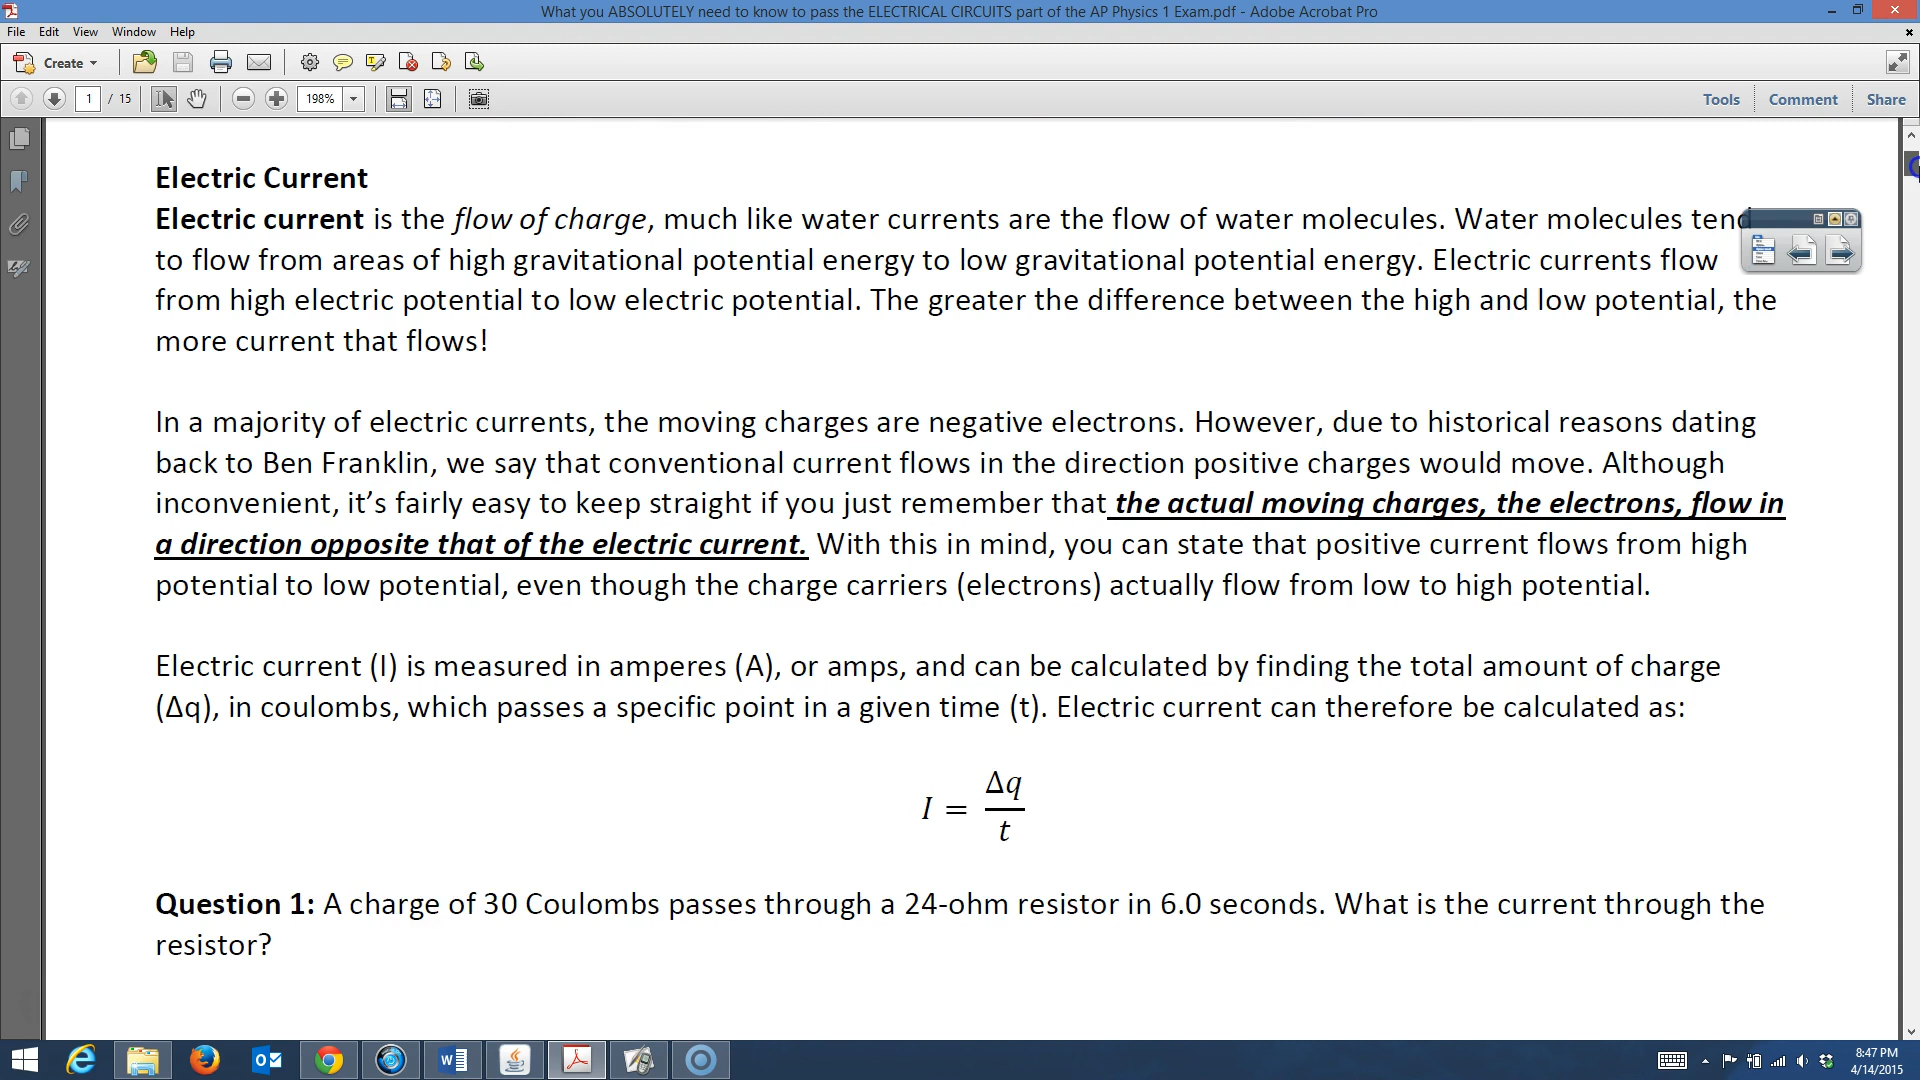 What you ABSOLUTELY need to know to pass the ELECTRICAL CIRCUITS part of the AP Physics 1 Exam.pdf - Adobe Acrobat Pro
File Edit View Window Help
Create
1 / 15 198% Tools Comment Share
Electric Current
Electric current is the flow of charge, much like water currents are the flow of water molecules. Water molecules tend
to flow from areas of high gravitational potential energy to low gravitational potential energy. Electric currents flow
from high electric potential to low electric potential. The greater the difference between the high and low potential, the
more current that flows!
In a majority of electric currents, the moving charges are negative electrons. However, due to historical reasons dating
back to Ben Franklin, we say that conventional current flows in the direction positive charges would move. Although
inconvenient, it’s fairly easy to keep straight if you just remember that the actual moving charges, the electrons, flow in
a direction opposite that of the electric current. With this in mind, you can state that positive current flows from high
potential to low potential, even though the charge carriers (electrons) actually flow from low to high potential.
Electric current (I) is measured in amperes (A), or amps, and can be calculated by finding the total amount of charge
(Δq), in coulombs, which passes a specific point in a given time (t). Electric current can therefore be calculated as:
I = Δq / t
Question 1: A charge of 30 Coulombs passes through a 24-ohm resistor in 6.0 seconds. What is the current through the
resistor?
8:47 PM
4/14/2015